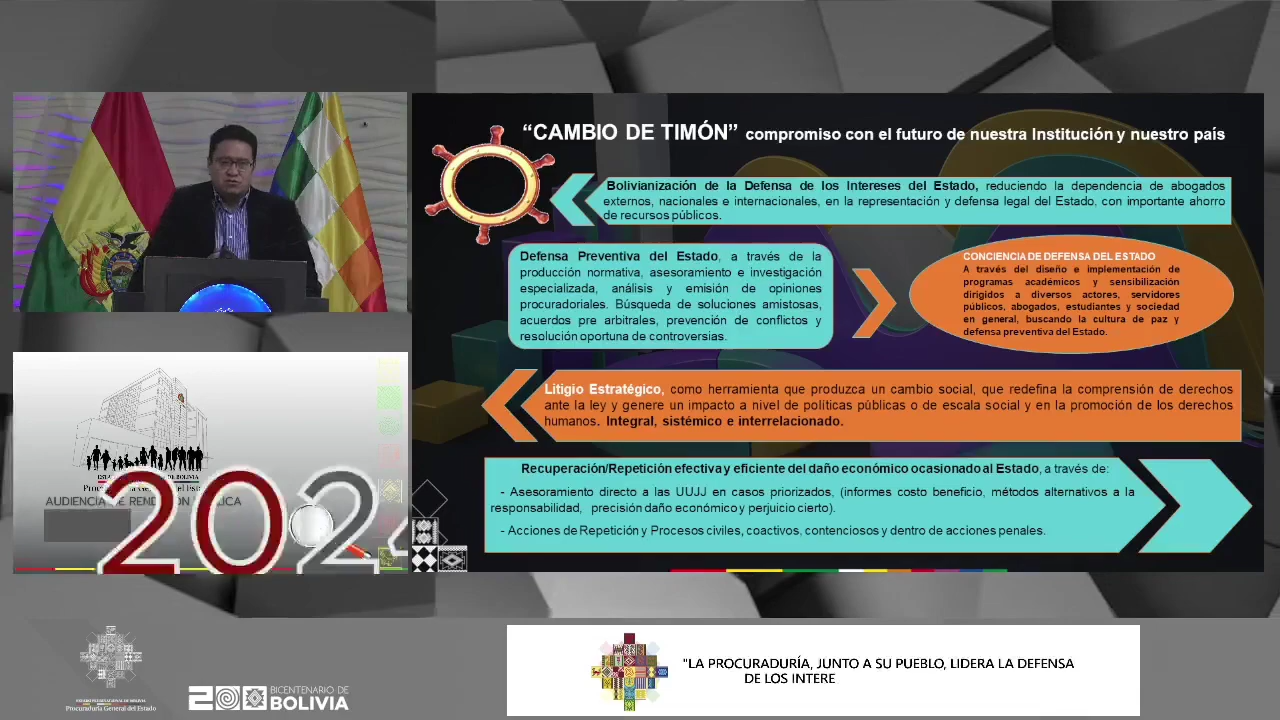 “CAMBIO DE TIMÓN” compromiso con el futuro de nuestra Institución y nuestro país
Bolivianización de la Defensa de los Intereses del Estado, reduciendo la dependencia de abogados
externos, nacionales e internacionales, en la representación y defensa legal del Estado, con importante ahorro
de recursos públicos.
Defensa Preventiva del Estado, a través de la
producción normativa, asesoramiento e investigación
especializada, análisis y emisión de opiniones
procuradoriales. Búsqueda de soluciones amistosas,
acuerdos pre arbitrales, prevención de conflictos y
resolución oportuna de controversias.
CONCIENCIA DE DEFENSA DEL ESTADO
A través del diseño e implementación de
programas académicos y sensibilización
dirigidos a diversos actores, servidores
públicos, abogados, estudiantes y sociedad
en general, buscando la cultura de paz y
defensa preventiva del Estado.
Litigio Estratégico, como herramienta que produzca un cambio social, que redefina la comprensión de derechos
ante la ley y genere un impacto a nivel de políticas públicas o de escala social y en la promoción de los derechos
humanos. Integral, sistémico e interrelacionado.
Recuperación/Repetición efectiva y eficiente del daño económico ocasionado al Estado, a través de:
- Asesoramiento directo a las UUJJ en casos priorizados, (informes costo beneficio, métodos alternativos a la
responsabilidad, precisión daño económico y perjuicio cierto).
- Acciones de Repetición y Procesos civiles, coactivos, contenciosos y dentro de acciones penales.
AUDIENCIA DE
2024
Procuraduría General del Estado
BICENTENARIO DE
BOLIVIA
"LA PROCURADURÍA, JUNTO A SU PUEBLO, LIDERA LA DEFENSA
DE LOS INTERE